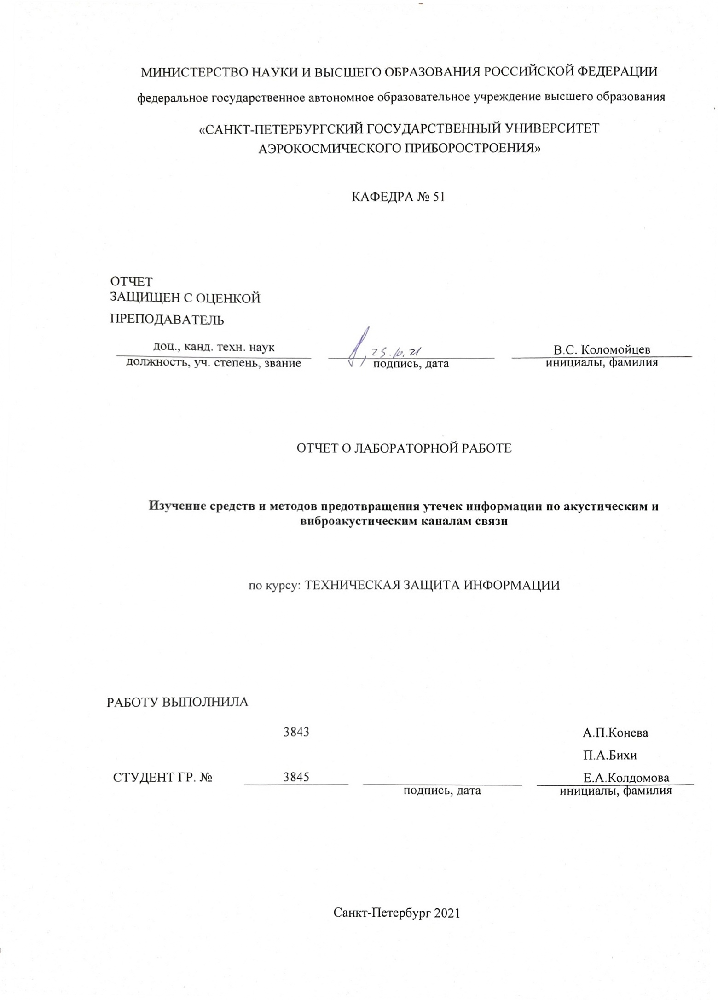 МИНИСТЕРСТВО НАУКИ И ВЫСШЕГО ОБРАЗОВАНИЯ РОССИЙСКОЙ ФЕДЕРАЦИИ
федеральное государственное автономное образовательное учреждение высшего образования
«САНКТ-ПЕТЕРБУРГСКИЙ ГОСУДАРСТВЕННЫЙ УНИВЕРСИТЕТ
АЭРОКОСМИЧЕСКОГО ПРИБОРОСТРОЕНИЯ»
КАФЕДРА № 51
ОТЧЕТ
ЗАЩИЩЕН С ОЦЕНКОЙ
ПРЕПОДАВАТЕЛЬ
доц., канд. техн. наук 25.10.21 В.С. Коломойцев
должность, уч. степень, звание подпись, дата инициалы, фамилия
ОТЧЕТ О ЛАБОРАТОРНОЙ РАБОТЕ
Изучение средств и методов предотвращения утечек информации по акустическим и
виброакустическим каналам связи
по курсу: ТЕХНИЧЕСКАЯ ЗАЩИТА ИНФОРМАЦИИ
РАБОТУ ВЫПОЛНИЛА
3843 А.П.Конева
П.А.Бихи
СТУДЕНТ ГР. № 3845 Е.А.Колдомова
подпись, дата инициалы, фамилия
Санкт-Петербург 2021